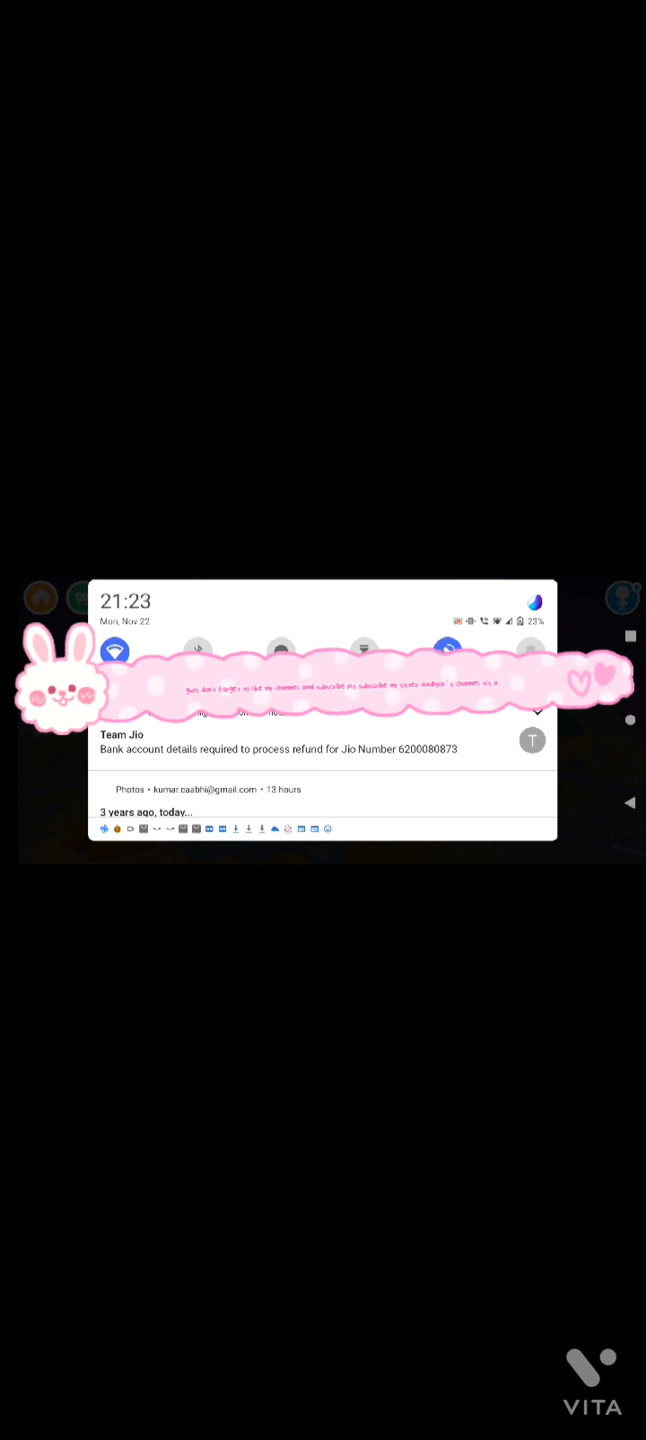 21:23
Mon, Nov 22
23%
guys don't forget to like my channel and subscribe pls subscribe my sister aadhya's channel it's a
Team Jio
Bank account details required to process refund for Jio Number 6200080873
T
Photos • kumar.caabhi@gmail.com • 13 hours
3 years ago, today...
VITA